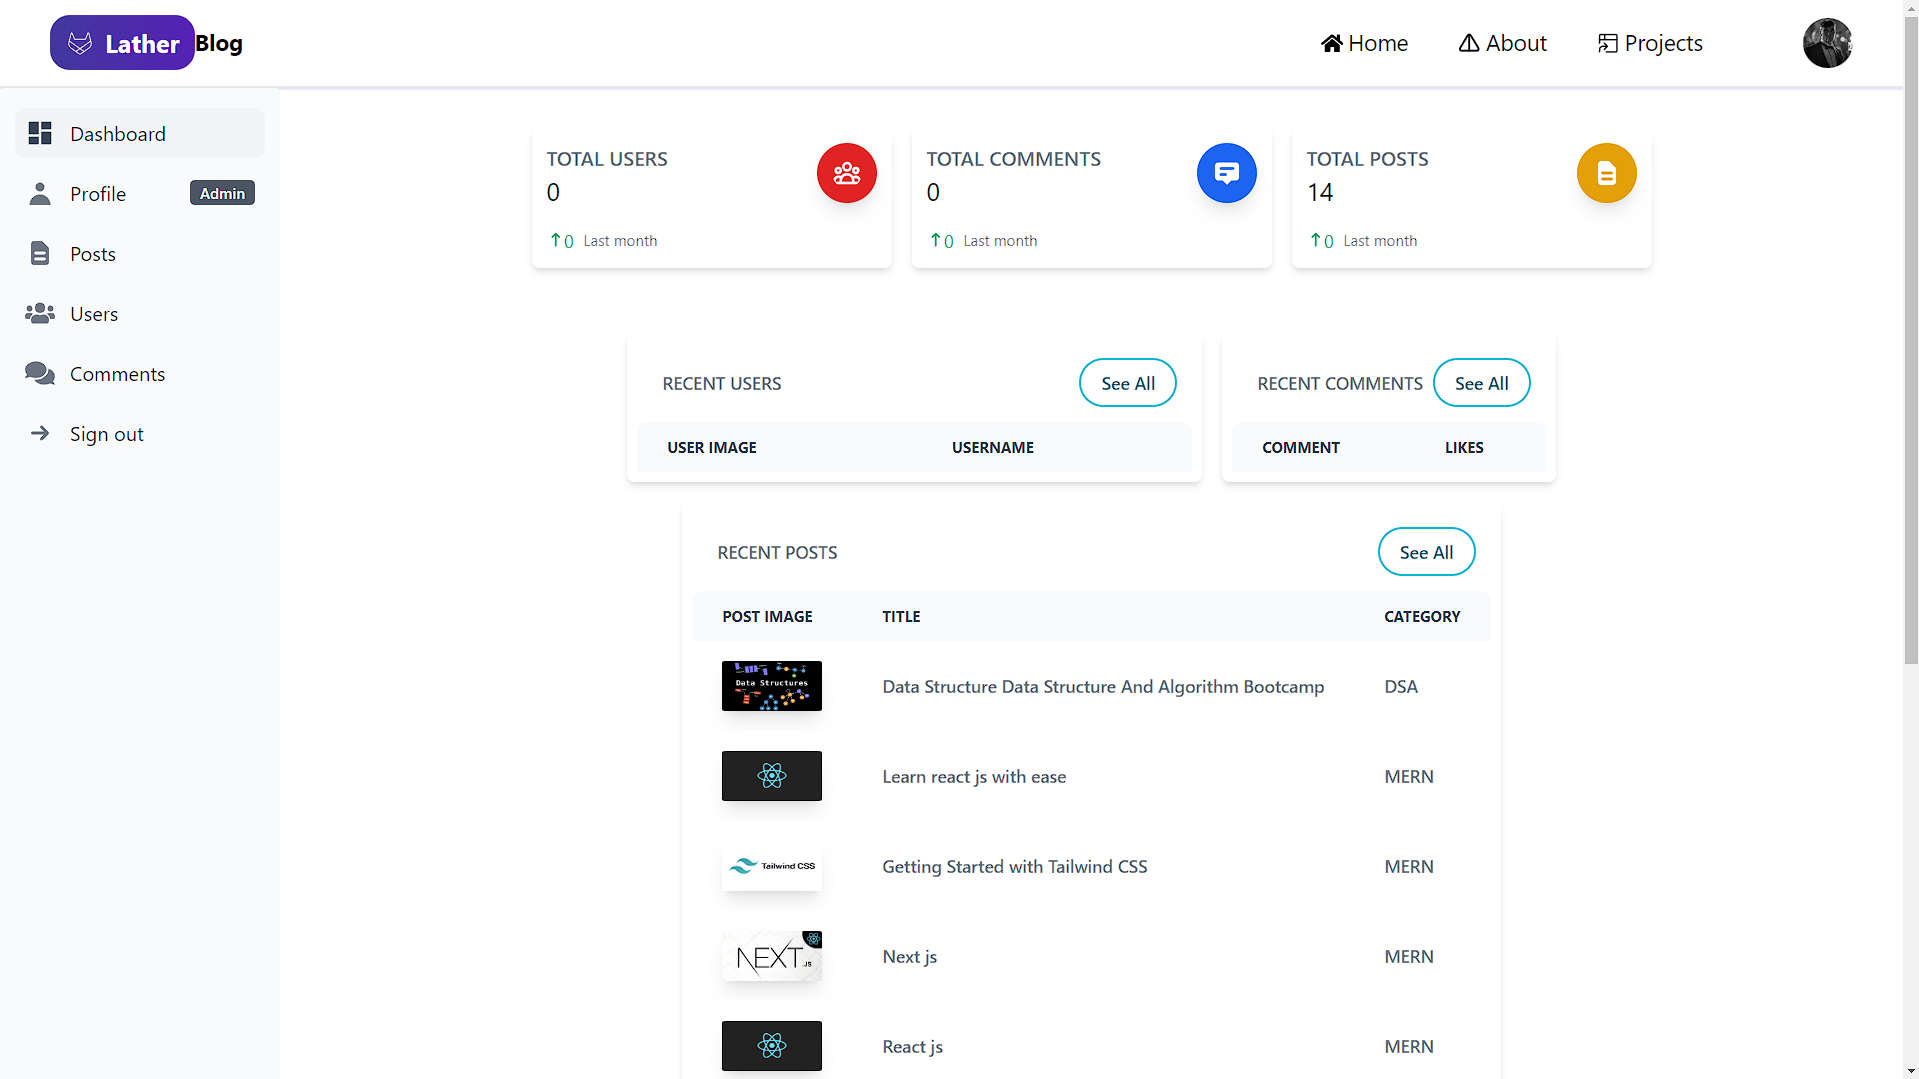 Lather Blog
Home
About
Projects
Dashboard
Profile
Admin
Posts
Users
Comments
Sign out
TOTAL USERS
0
0 Last month
TOTAL COMMENTS
0
0 Last month
TOTAL POSTS
14
0 Last month
RECENT USERS
See All
USER IMAGE USERNAME
RECENT COMMENTS
See All
COMMENT LIKES
RECENT POSTS
See All
POST IMAGE TITLE CATEGORY
Data Structures
Data Structure Data Structure And Algorithm Bootcamp
DSA
Learn react js with ease
MERN
Tailwind CSS
Getting Started with Tailwind CSS
MERN
NEXT.JS
Next js
MERN
React js
MERN